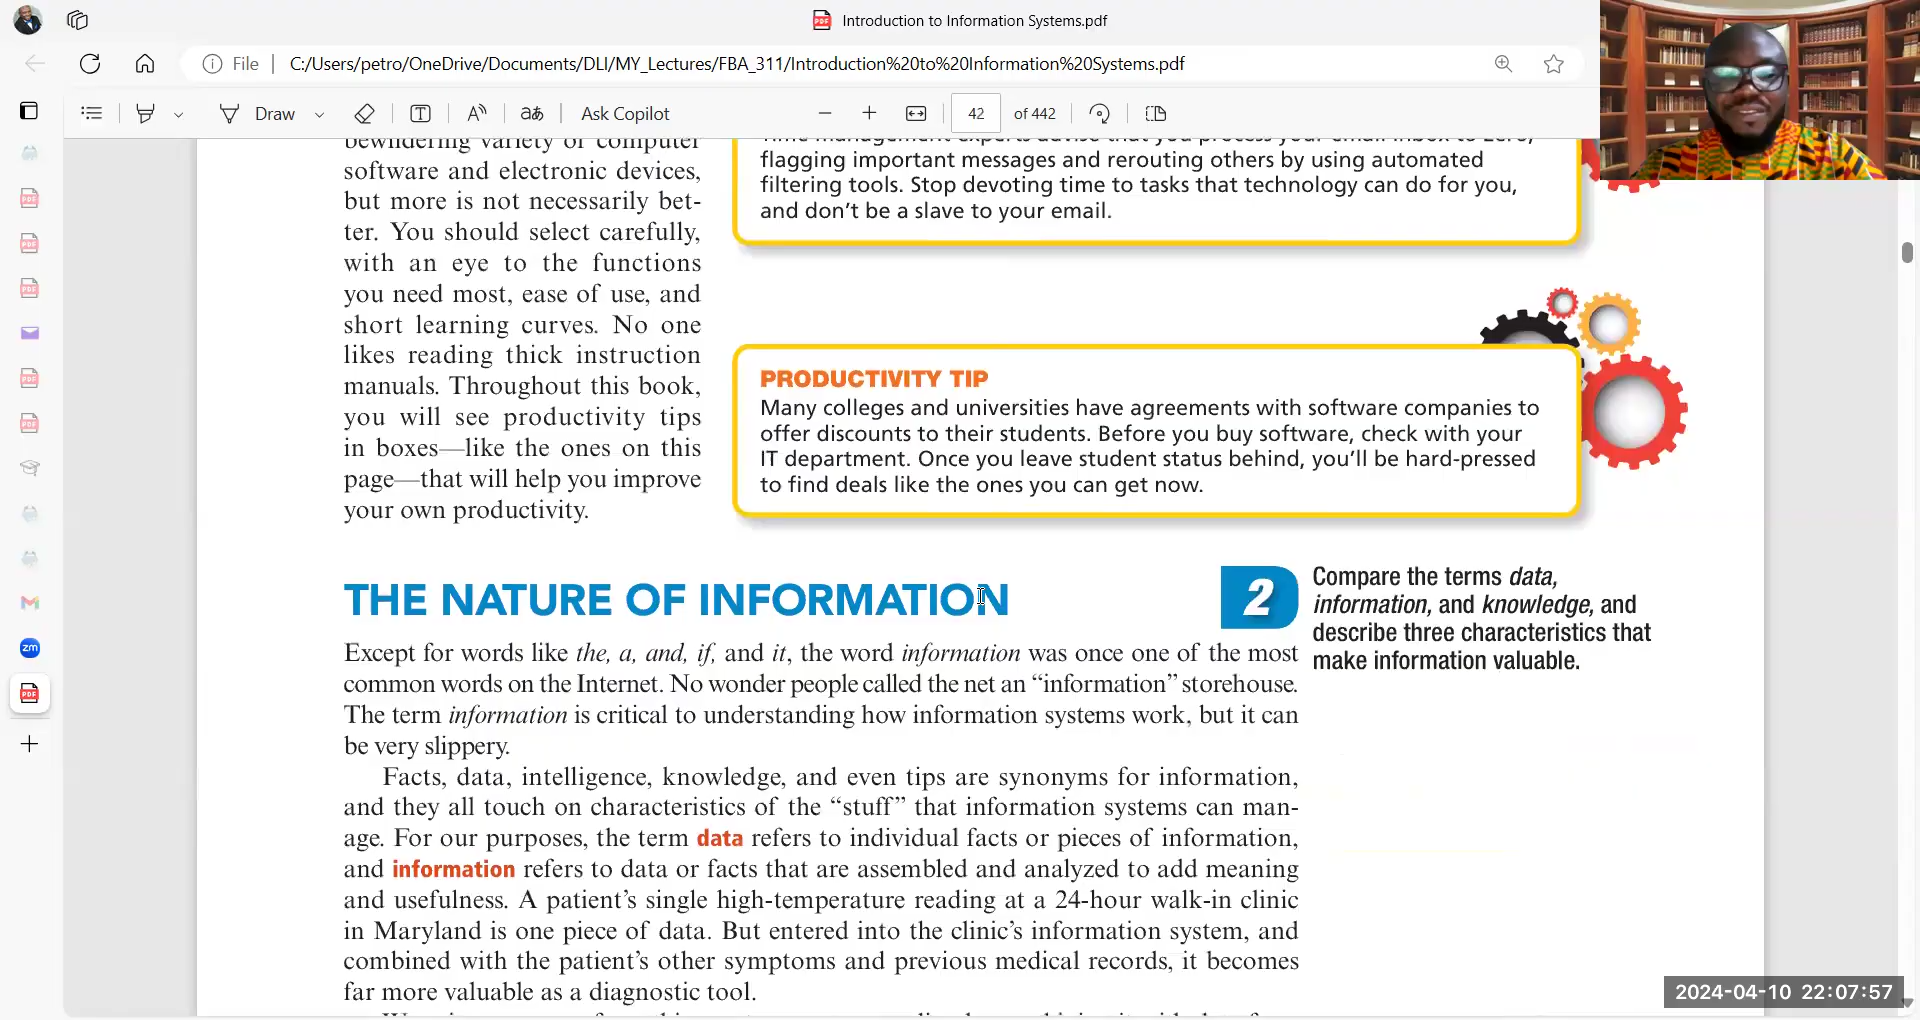 Introduction to Information Systems.pdf
File
C:/Users/petro/OneDrive/Documents/DLI/MY_Lectures/FBA_311/Introduction%20to%20Information%20Systems.pdf
Draw
Ask Copilot
42 of 442
bewildering variety of computer
software and electronic devices,
but more is not necessarily bet-
ter. You should select carefully,
with an eye to the functions
you need most, ease of use, and
short learning curves. No one
likes reading thick instruction
manuals. Throughout this book,
you will see productivity tips
in boxes—like the ones on this
page—that will help you improve
your own productivity.
Time management experts advise that you process your email inbox to zero,
flagging important messages and rerouting others by using automated
filtering tools. Stop devoting time to tasks that technology can do for you,
and don’t be a slave to your email.
PRODUCTIVITY TIP
Many colleges and universities have agreements with software companies to
offer discounts to their students. Before you buy software, check with your
IT department. Once you leave student status behind, you’ll be hard-pressed
to find deals like the ones you can get now.
THE NATURE OF INFORMATION
2
Compare the terms data,
information, and knowledge, and
describe three characteristics that
make information valuable.
Except for words like the, a, and, if, and it, the word information was once one of the most
common words on the Internet. No wonder people called the net an “information” storehouse.
The term information is critical to understanding how information systems work, but it can
be very slippery.
Facts, data, intelligence, knowledge, and even tips are synonyms for information,
and they all touch on characteristics of the “stuff” that information systems can man-
age. For our purposes, the term data refers to individual facts or pieces of information,
and information refers to data or facts that are assembled and analyzed to add meaning
and usefulness. A patient’s single high-temperature reading at a 24-hour walk-in clinic
in Maryland is one piece of data. But entered into the clinic’s information system, and
combined with the patient’s other symptoms and previous medical records, it becomes
far more valuable as a diagnostic tool.
2024-04-10 22:07:57